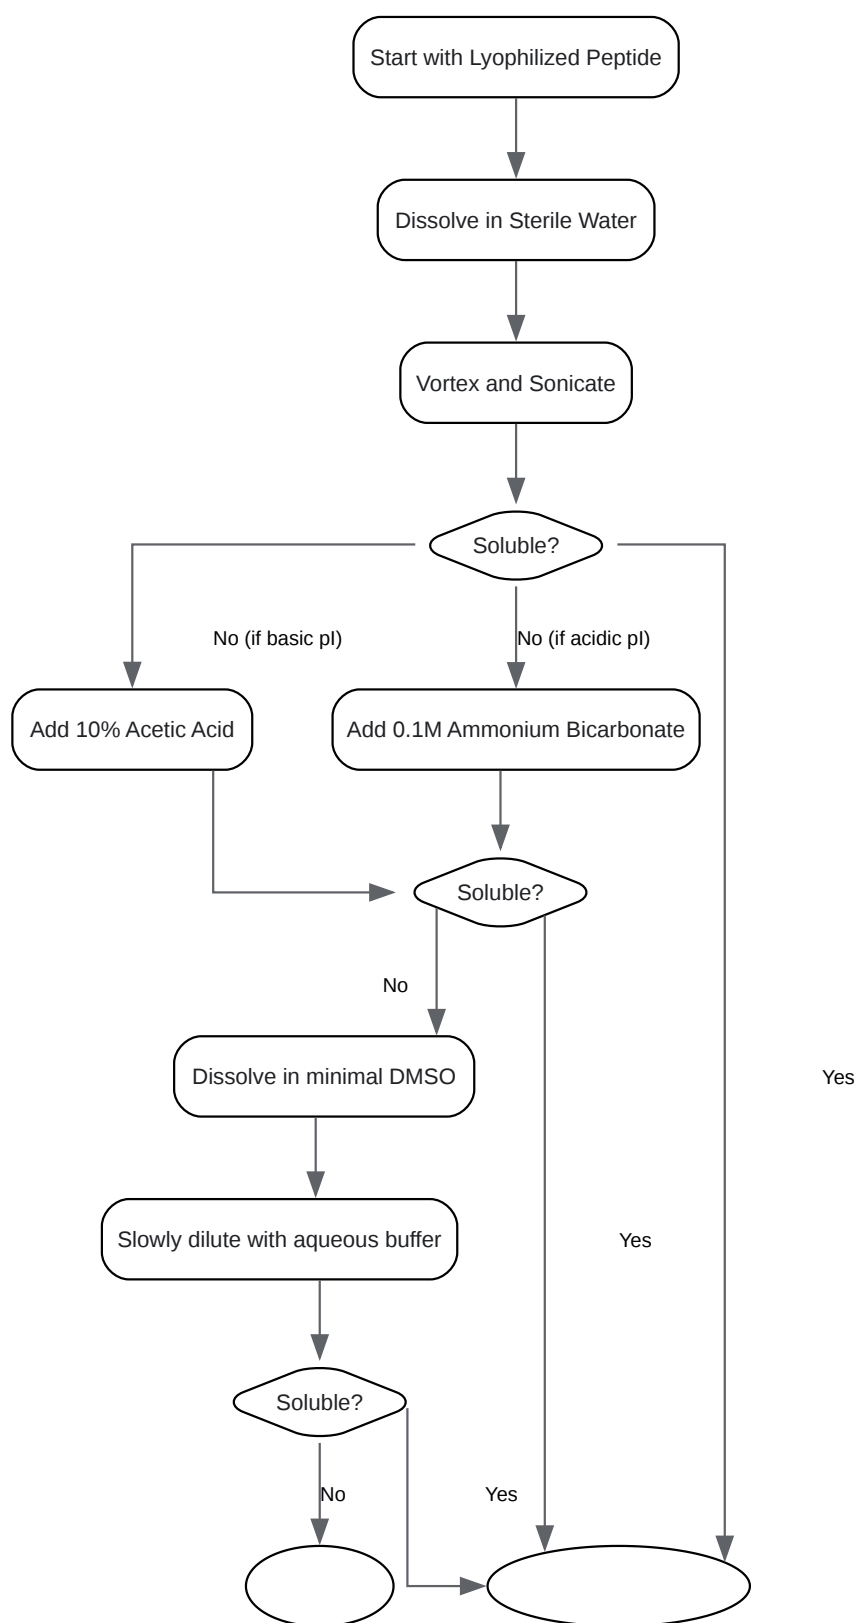 Start with Lyophilized Peptide
Dissolve in Sterile Water
Vortex and Sonicate
Soluble?
No (if basic pI)
No (if acidic pI)
Add 10% Acetic Acid
Add 0.1M Ammonium Bicarbonate
Soluble?
No
Dissolve in minimal DMSO
Yes
Slowly dilute with aqueous buffer
Yes
Soluble?
No
Yes